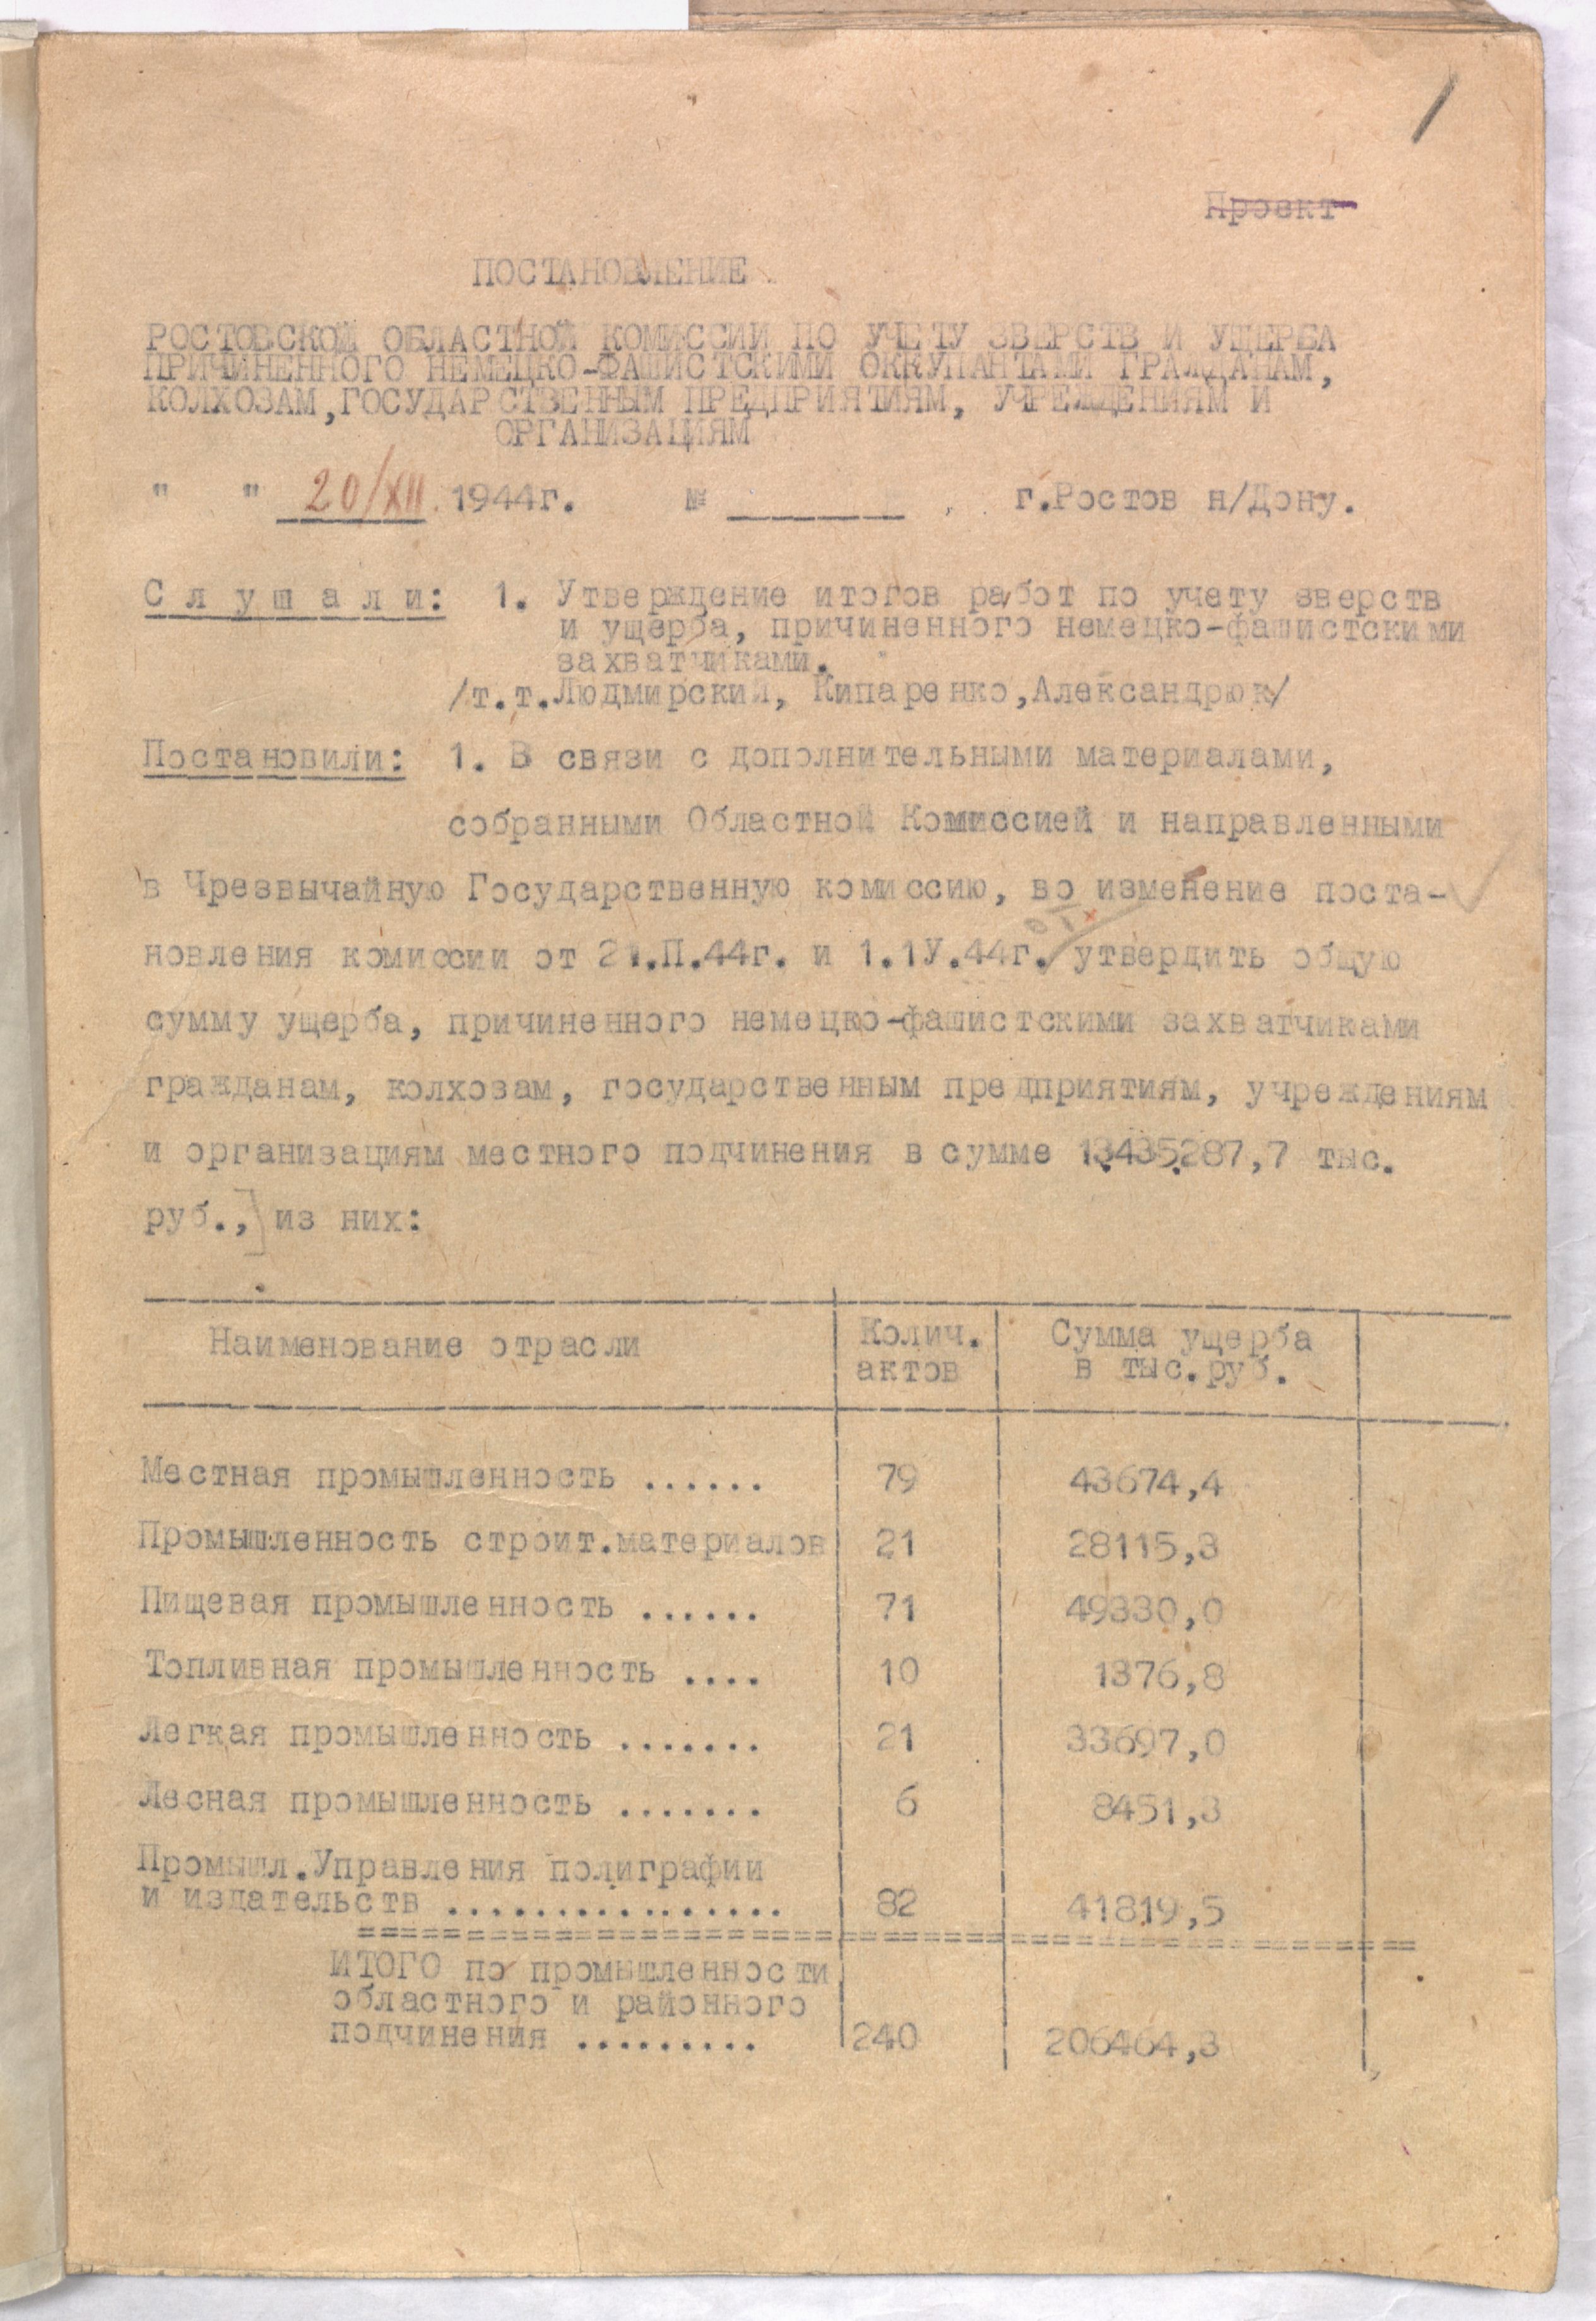 1
Проект
ПОСТАНОВЛЕНИЕ
РОСТОВСКОЙ ОБЛАСТНОЙ КОМИССИИ ПО УЧЕТУ ЗВЕРСТВ И УЩЕРБА
ПРИЧИНЕННОГО НЕМЕЦКО-ФАШИСТСКИМИ ОККУПАНТАМИ ГРАЖДАНАМ,
КОЛХОЗАМ,ГОСУДАРСТВЕННЫМ ПРЕДПРИЯТИЯМ, УЧРЕЖДЕНИЯМ И
ОРГАНИЗАЦИЯМ
" " 20/XII 1944г. № ______ г.Ростов н/Дону.
С л у ш а л и: 1. Утверждение итогов работ по учету зверств
и ущерба, причиненного немецко-фашистскими
захватчиками.
/т.т.Людмирский, Кипаренко,Александрюк/
Постановили: 1. В связи с дополнительными материалами,
собранными Областной Комиссией и направленными
в Чрезвычайную Государственную комиссию, во изменение поста-
новления комиссии от 21.П.44г. и 1.1У.44г. утвердить общую
сумму ущерба, причиненного немецко-фашистскими захватчиками
гражданам, колхозам, государственным предприятиям, учреждениям
и организациям местного подчинения в сумме 13435287,7 тыс.
руб., из них:
Наименование отрасли Колич. Сумма ущерба
актов в тыс.руб.
Местная промышленность ...... 79 43674,4
Промышленность строит.материалов 21 28115,3
Пищевая промышленность ...... 71 49330,0
Топливная промышленность .... 10 1376,8
Легкая промышленность ....... 21 33697,0
Лесная промышленность ....... 6 8451,3
Промышл.Управления полиграфии
и издательств ................ 82 41819,5
ИТОГО по промышленности
областного и районного
подчинения ......... 240 206464,3